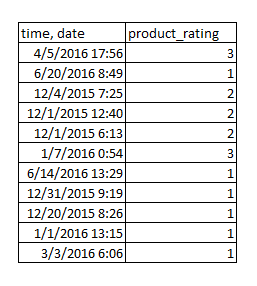 time, date product_rating
4/5/2016 17:56 3
6/20/2016 8:49 1
12/4/2015 7:25 2
12/1/2015 12:40 2
12/1/2015 6:13 2
1/7/2016 0:54 3
6/14/2016 13:29 1
12/31/2015 9:19 1
12/20/2015 8:26 1
1/1/2016 13:15 1
3/3/2016 6:06 1